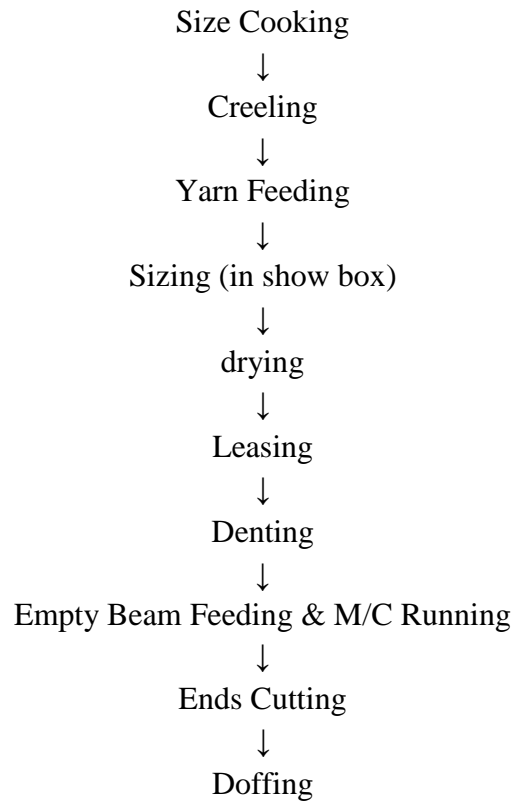 Size Cooking
↓
Creeling
↓
Yarn Feeding
↓
Sizing (in show box)
↓
drying
↓
Leasing
↓
Denting
↓
Empty Beam Feeding & M/C Running
↓
Ends Cutting
↓
Doffing